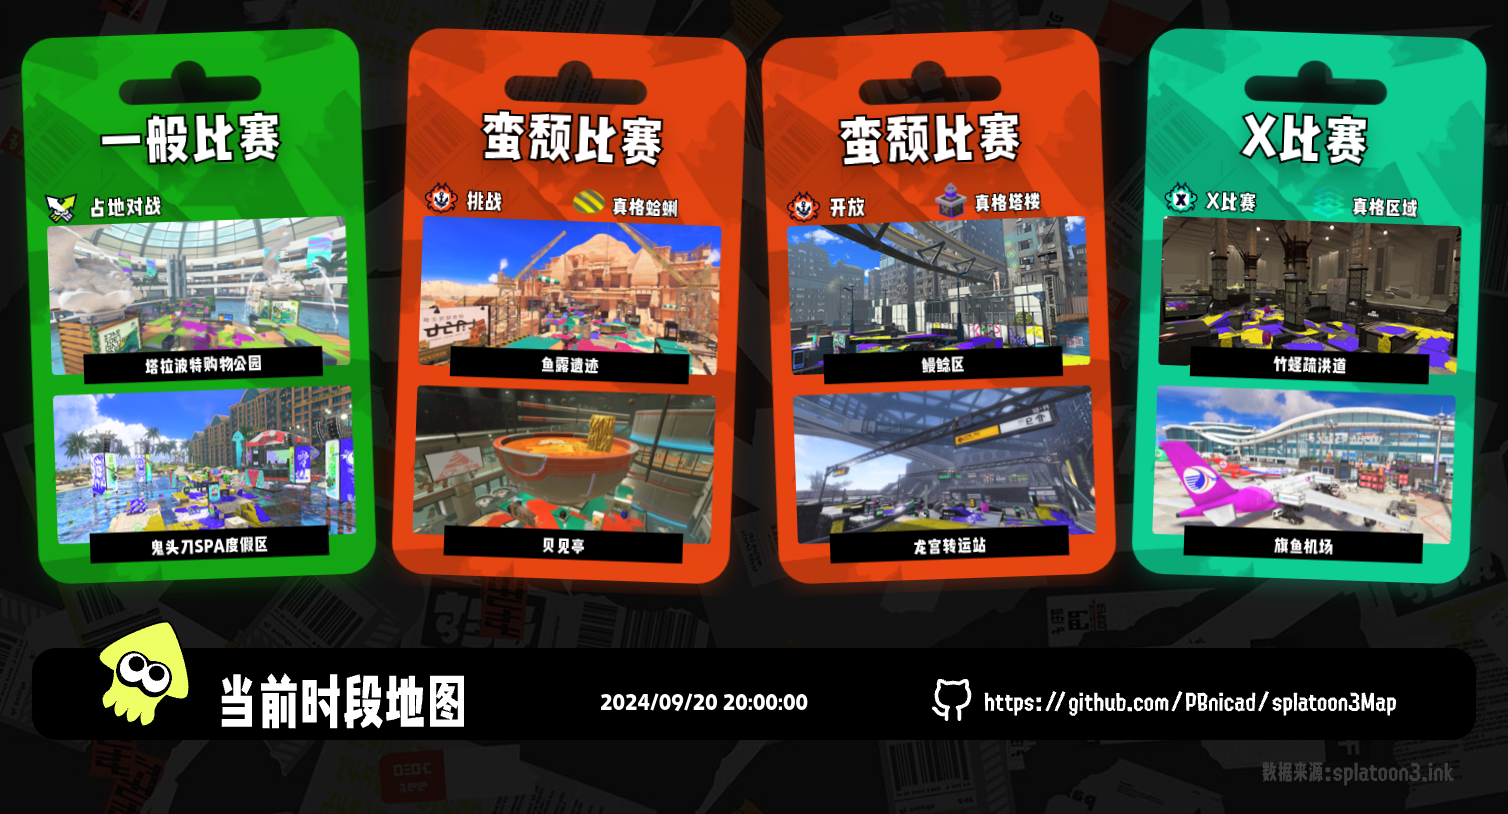 一般比赛
占地对战
塔拉波特购物公园
鬼头刀SPA度假区
蛮颓比赛
挑战
真格蛤蜊
鱼露遗迹
贝见亭
蛮颓比赛
开放
真格塔楼
鳗鲶区
龙宫转运站
X比赛
X比赛
真格区域
竹蛏疏洪道
旗鱼机场
当前时段地图
2024/09/20 20:00:00
https://github.com/PBnicad/splatoon3Map
数据来源:splatoon3.ink